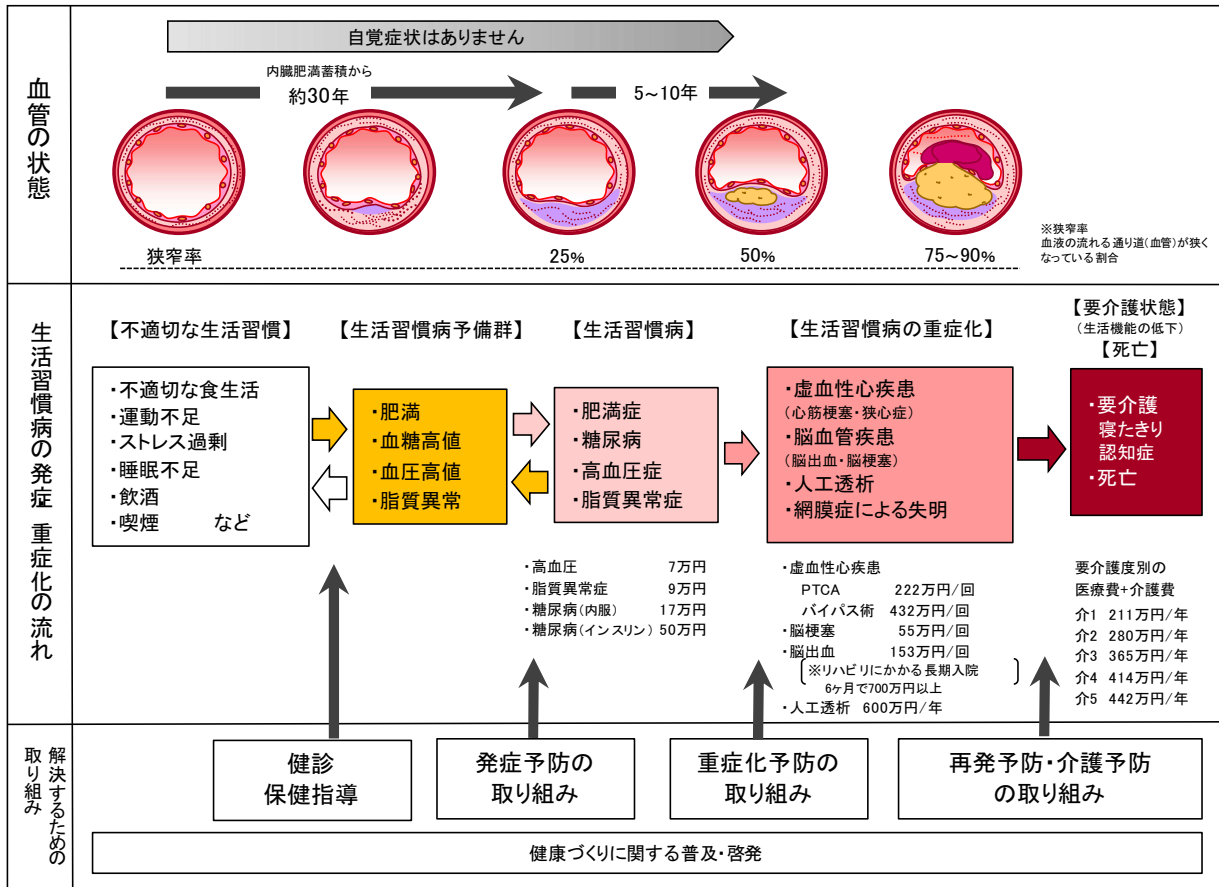 血管の状態
自覚症状はありません
内臓肥満蓄積から
約30年
5~10年
狭窄率
25%
50%
75~90%
※狭窄率
血液の流れる通り道(血管)が狭く
なっている割合
生活習慣病の発症・重症化の流れ
【不適切な生活習慣】
・不適切な食生活
・運動不足
・ストレス過剰
・睡眠不足
・飲酒
・喫煙 など
【生活習慣病予備群】
・肥満
・血糖高値
・血圧高値
・脂質異常
【生活習慣病】
・肥満症
・糖尿病
・高血圧症
・脂質異常症
【生活習慣病の重症化】
・虚血性心疾患
(心筋梗塞・狭心症)
・脳血管疾患
(脳出血・脳梗塞)
・人工透析
・網膜症による失明
【要介護状態】
(生活機能の低下)
【死亡】
・要介護
寝たきり
認知症
・死亡
・高血圧 7万円
・脂質異常症 9万円
・糖尿病(内服) 17万円
・糖尿病(インスリン) 50万円
・虚血性心疾患
PTCA 222万円/回
バイパス術 432万円/回
・脳梗塞 55万円/回
・脳出血 153万円/回
※リハビリにかかる長期入院
6ヶ月で700万円以上
・人工透析 600万円/年
要介護度別の
医療費+介護費
介1 211万円/年
介2 280万円/年
介3 365万円/年
介4 414万円/年
介5 442万円/年
解決するための
取り組み
健診
保健指導
発症予防の
取り組み
重症化予防の
取り組み
再発予防・介護予防
の取り組み
健康づくりに関する普及・啓発